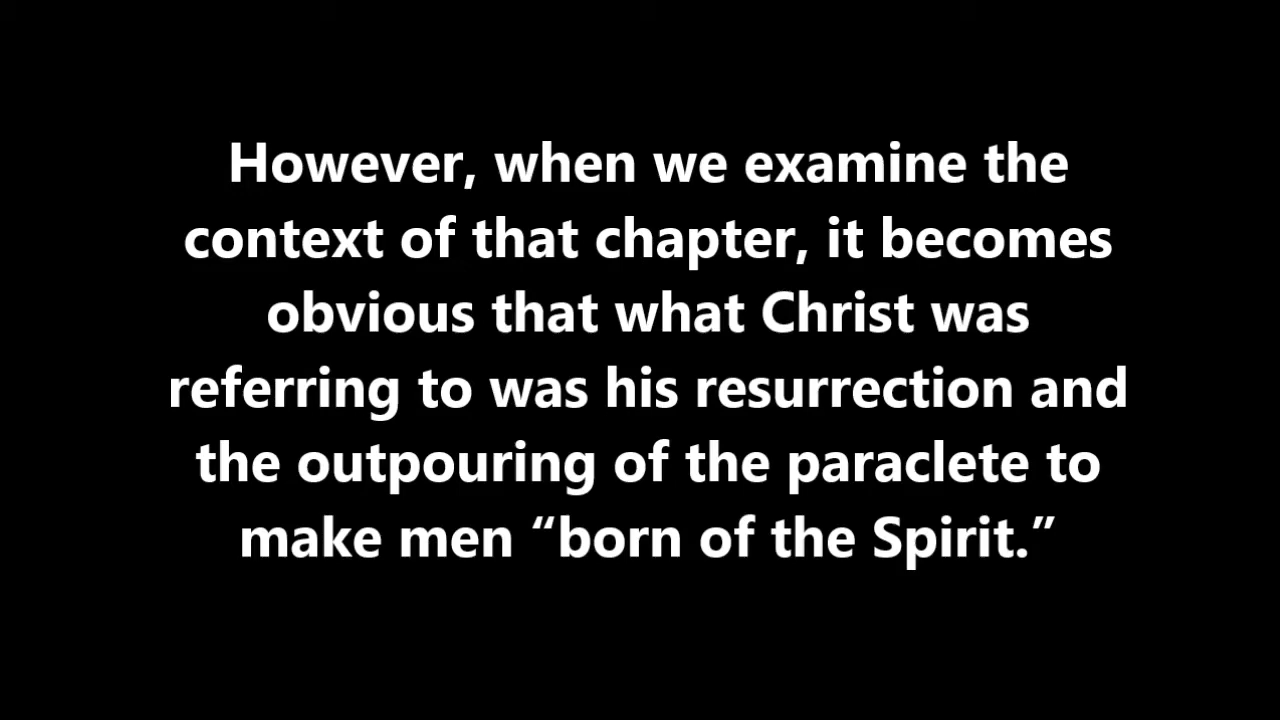 However, when we examine the
context of that chapter, it becomes
obvious that what Christ was
referring to was his resurrection and
the outpouring of the paraclete to
make men “born of the Spirit.”